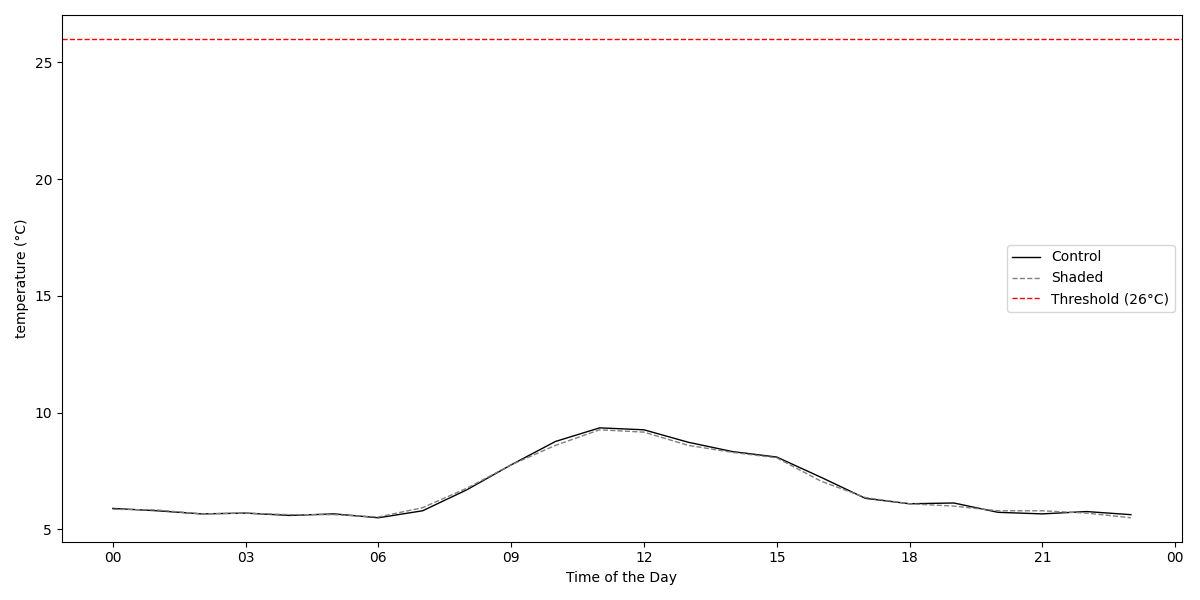 25
20
15
10
5
temperature (°C)
Control
Shaded
Threshold (26°C)
00 03 06 09 12 15 18 21 00
Time of the Day